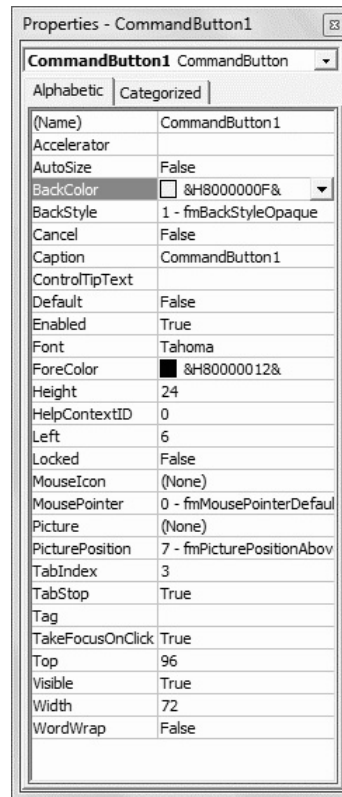 Properties - CommandButton1
CommandButton1 CommandButton
Alphabetic Categorized
(Name) CommandButton1
Accelerator
AutoSize False
BackColor &H8000000F&
BackStyle 1 - fmBackStyleOpaque
Cancel False
Caption CommandButton1
ControlTipText
Default False
Enabled True
Font Tahoma
ForeColor &H80000012&
Height 24
HelpContextID 0
Left 6
Locked False
MouseIcon (None)
MousePointer 0 - fmMousePointerDefaul
Picture (None)
PicturePosition 7 - fmPicturePositionAbov
TabIndex 3
TabStop True
Tag
TakeFocusOnClick True
Top 96
Visible True
Width 72
WordWrap False